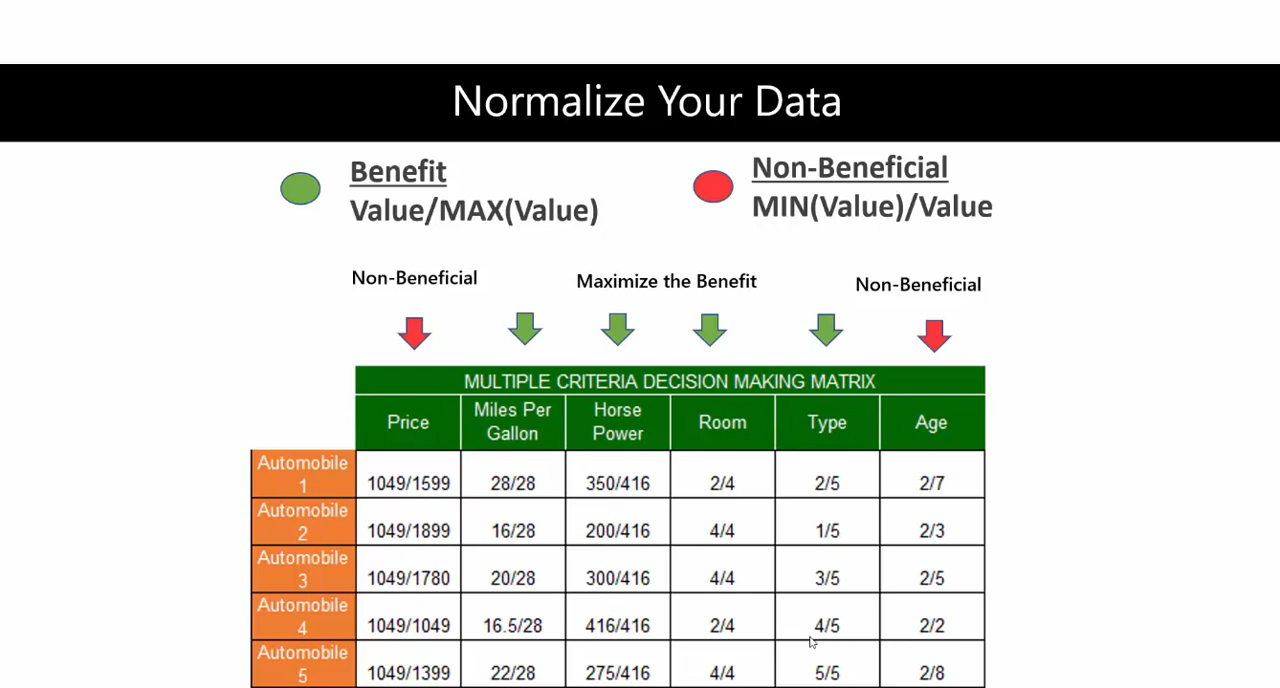 Normalize Your Data
Benefit
Value/MAX(Value)
Non-Beneficial
MIN(Value)/Value
Non-Beneficial
Maximize the Benefit
Non-Beneficial
MULTIPLE CRITERIA DECISION MAKING MATRIX
Price Miles Per Gallon Horse Power Room Type Age
Automobile 1 1049/1599 28/28 350/416 2/4 2/5 2/7
Automobile 2 1049/1899 16/28 200/416 4/4 1/5 2/3
Automobile 3 1049/1780 20/28 300/416 4/4 3/5 2/5
Automobile 4 1049/1049 16.5/28 416/416 2/4 4/5 2/2
Automobile 5 1049/1399 22/28 275/416 4/4 5/5 2/8